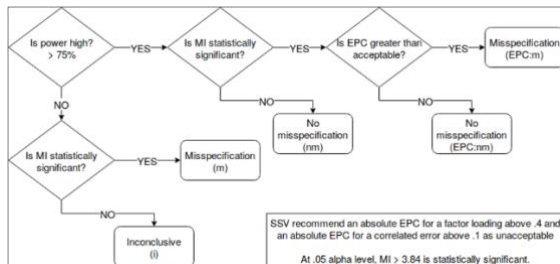 Is power high?
> 75%
YES
Is MI statistically
significant?
YES
Is EPC greater than
acceptable?
YES
Misspecification
(EPC:m)
NO
NO
NO
No
misspecification
(nm)
No
misspecification
(EPC:nm)
Is MI statistically
significant?
YES
Misspecification
(m)
NO
Inconclusive
(i)
SSV recommend an absolute EPC for a factor loading above .4 and
an absolute EPC for a correlated error above .1 as unacceptable
At .05 alpha level, MI > 3.84 is statistically significant.